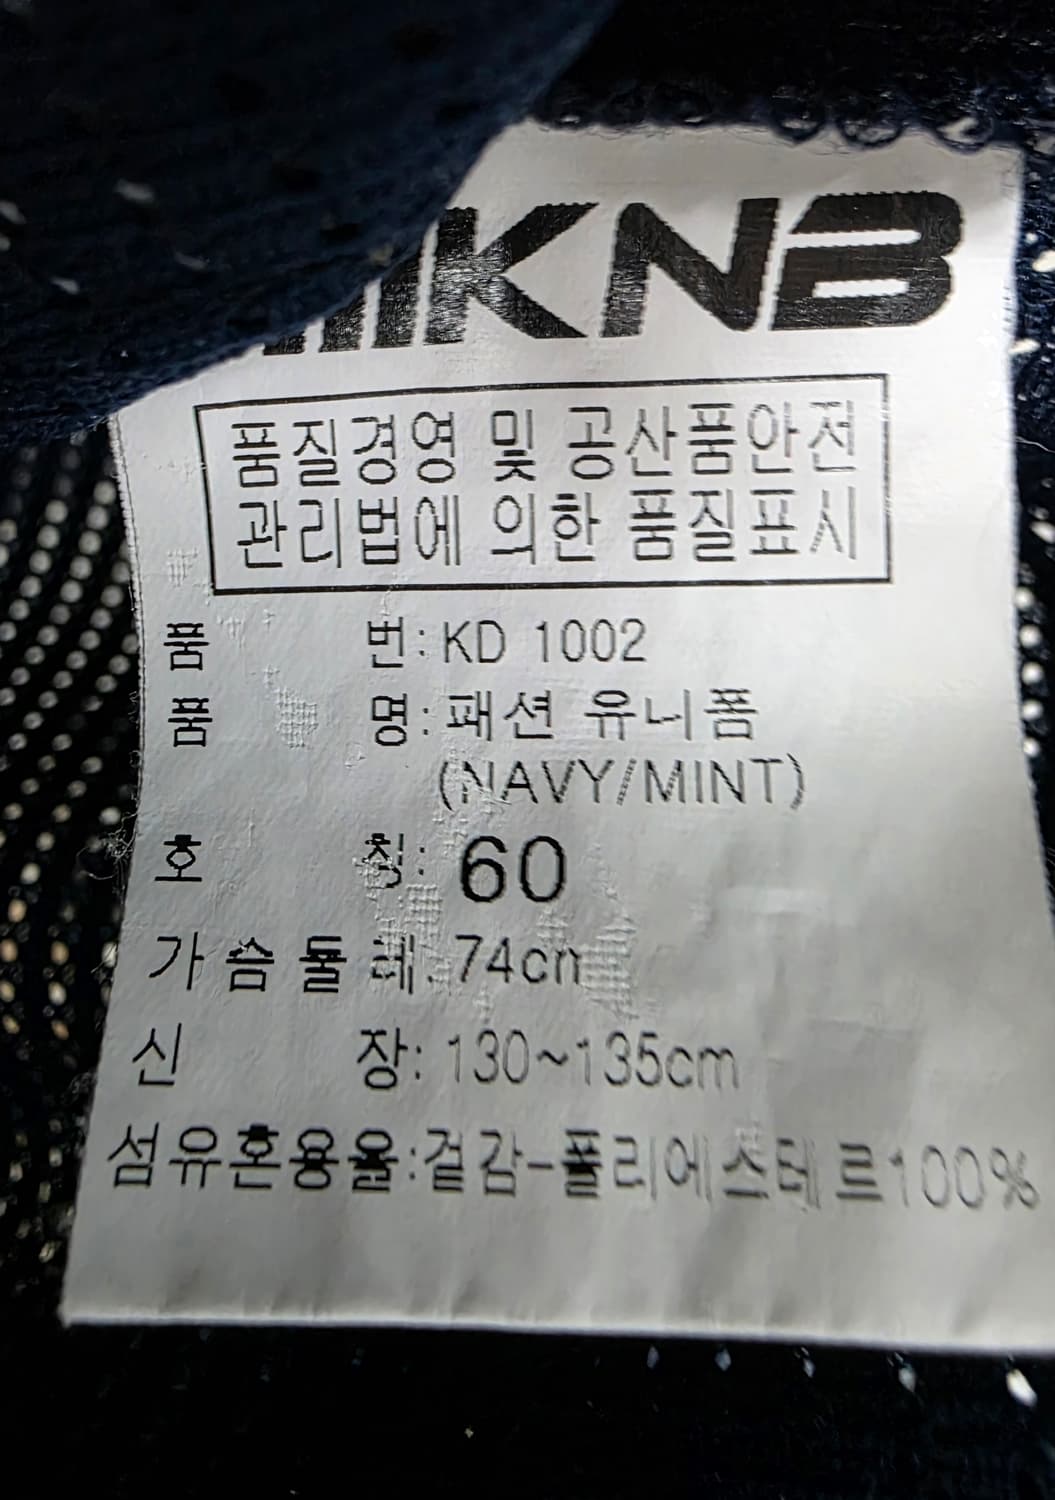 KNB
품질경영 및 공산품안전
관리법에 의한 품질표시
품 번: KD 1002
품 명: 패션 유니폼
(NAVY/MINT)
호 칭: 60
가슴둘레: 74cm
신 장: 130~135cm
섬유혼용율:겉감-폴리에스테르100%